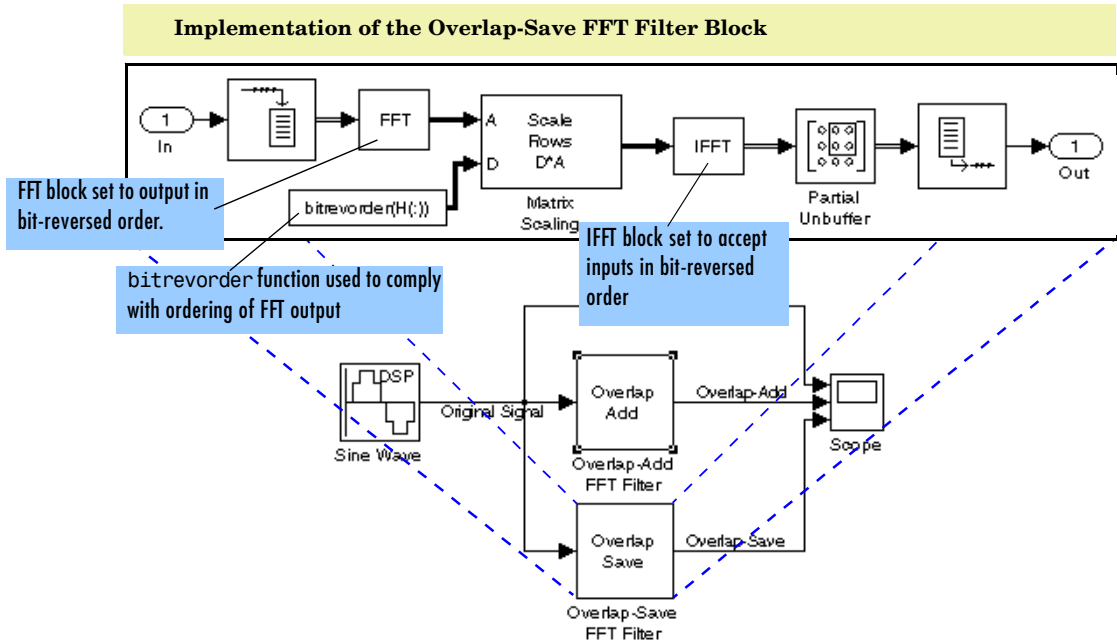 Implementation of the Overlap-Save FFT Filter Block
1
In
FFT
A
D
Scale
Rows
D*A
Matrix
Scaling
bitrevorder(H(:))
IFFT
Partial
Unbuffer
1
Out
FFT block set to output in
bit-reversed order.
bitrevorder function used to comply
with ordering of FFT output
IFFT block set to accept
inputs in bit-reversed
order
DSP
Sine Wave
Original Signal
Overlap
Add
Overlap-Add
FFT Filter
Overlap-Add
Scope
Overlap
Save
Overlap-Save
FFT Filter
Overlap-Save